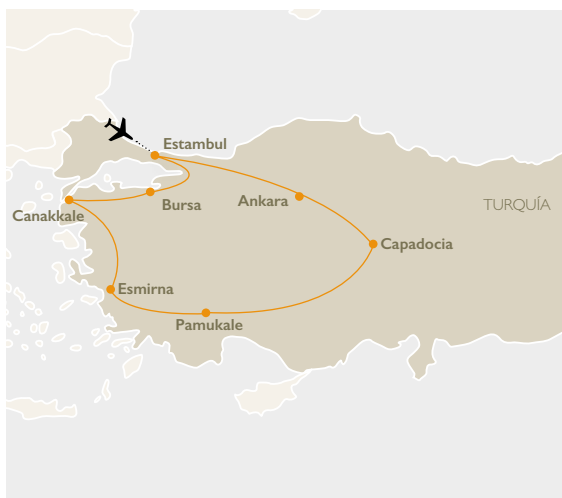 Estambul
Ankara
TURQUÍA
Bursa
Canakkale
Capadocia
Esmirna
Pamukale